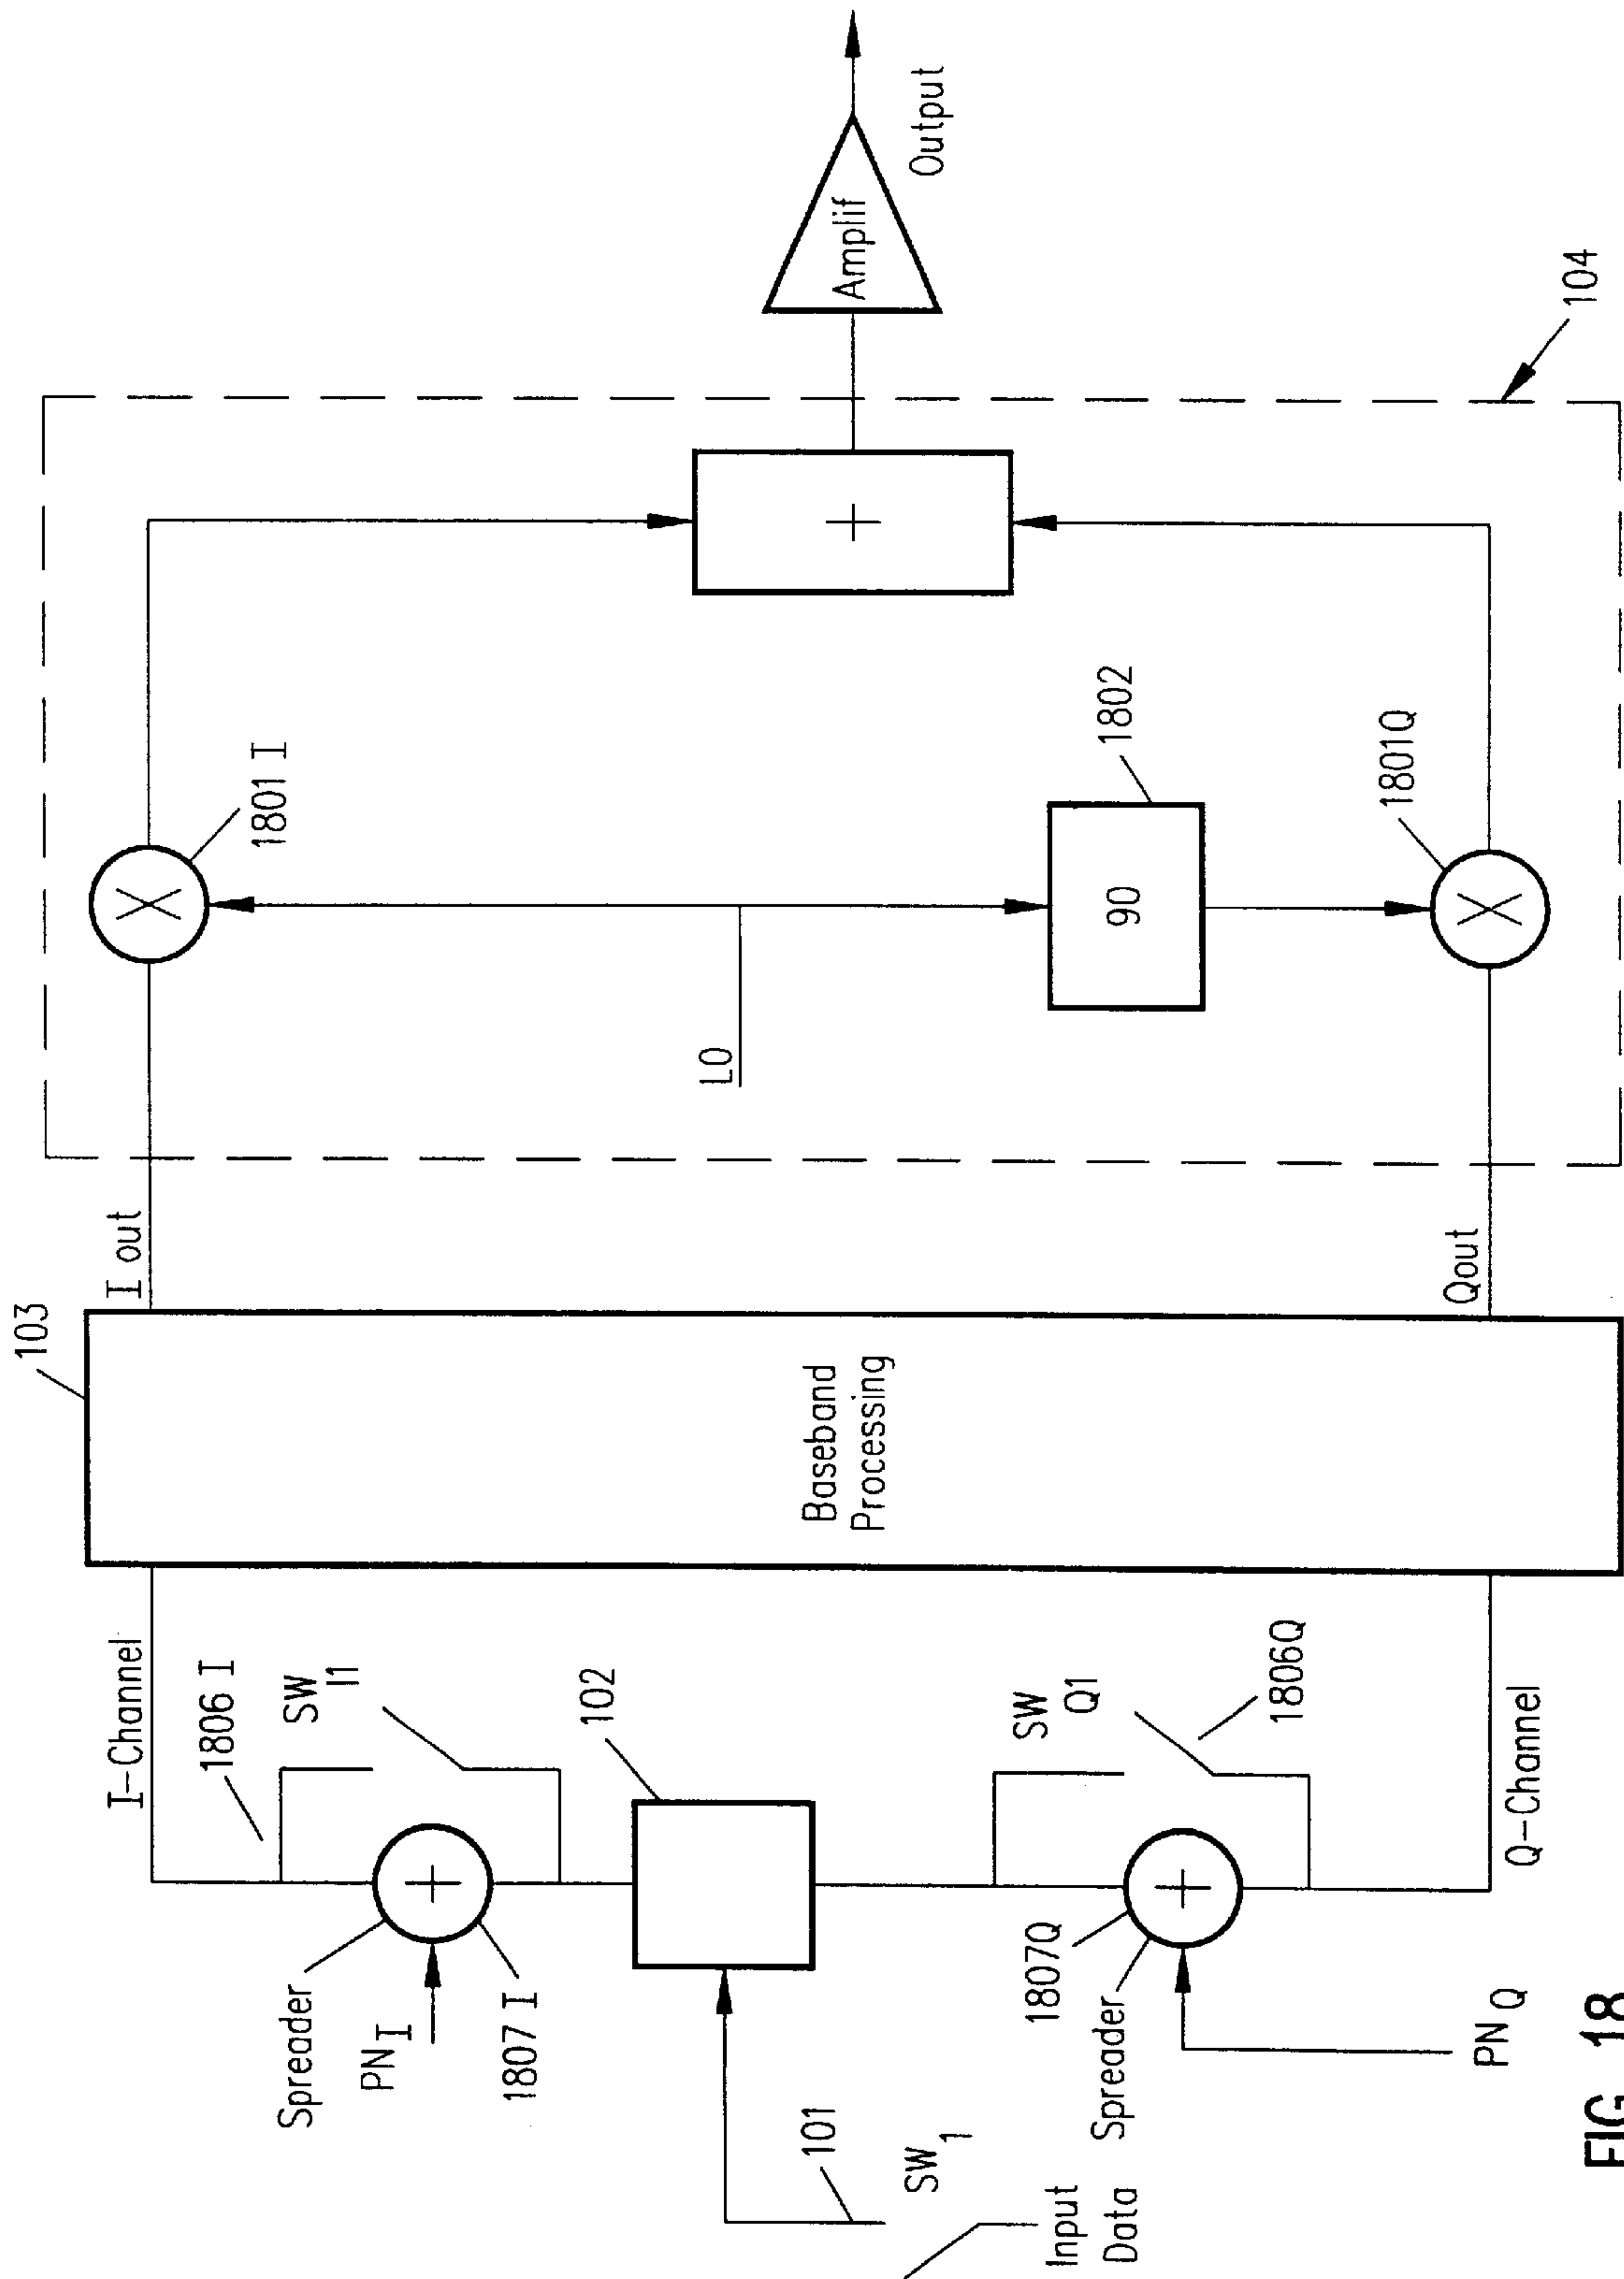 103
I-Channel
I out
1806 I
SW
I1
Spreader
PN I
1807 I
1801 I
102
LO
Amplif
Output
+
+
X
101
SW 1
Input
Data
Baseband
Processing
90
1802
1807Q
Spreader
+
SW
Q1
1806Q
X
1801Q
104
PN Q
Q-Channel
Qout
FIG. 18